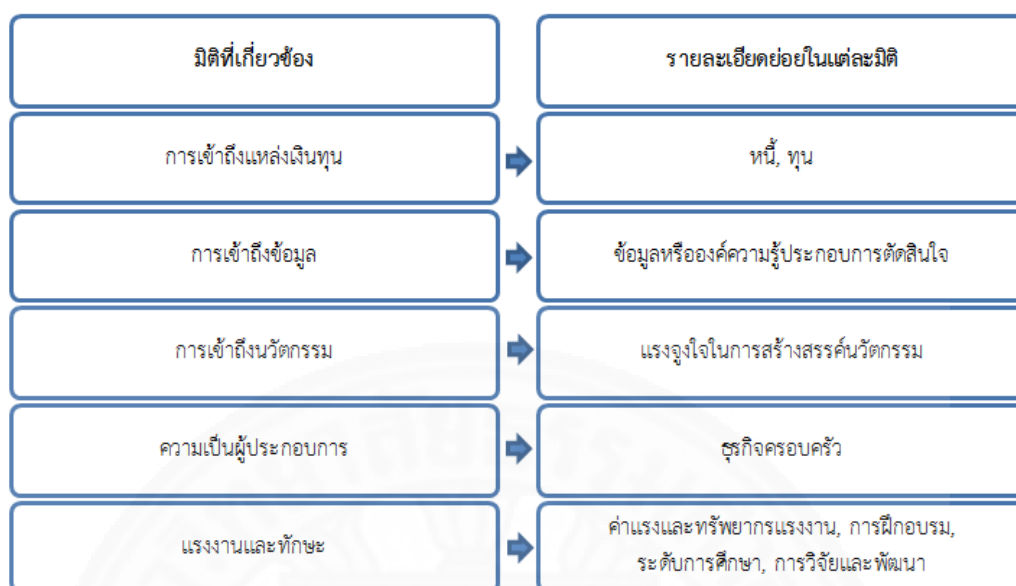 มิติที่เกี่ยวข้อง
รายละเอียดย่อยในแต่ละมิติ
การเข้าถึงแหล่งเงินทุน
หนี้, ทุน
การเข้าถึงข้อมูล
ข้อมูลหรือองค์ความรู้ประกอบการตัดสินใจ
การเข้าถึงนวัตกรรม
แรงจูงใจในการสร้างสรรค์นวัตกรรม
ความเป็นผู้ประกอบการ
ธุรกิจครอบครัว
แรงงานและทักษะ
ค่าแรงและทรัพยากรแรงงาน, การฝึกอบรม,
ระดับการศึกษา, การวิจัยและพัฒนา